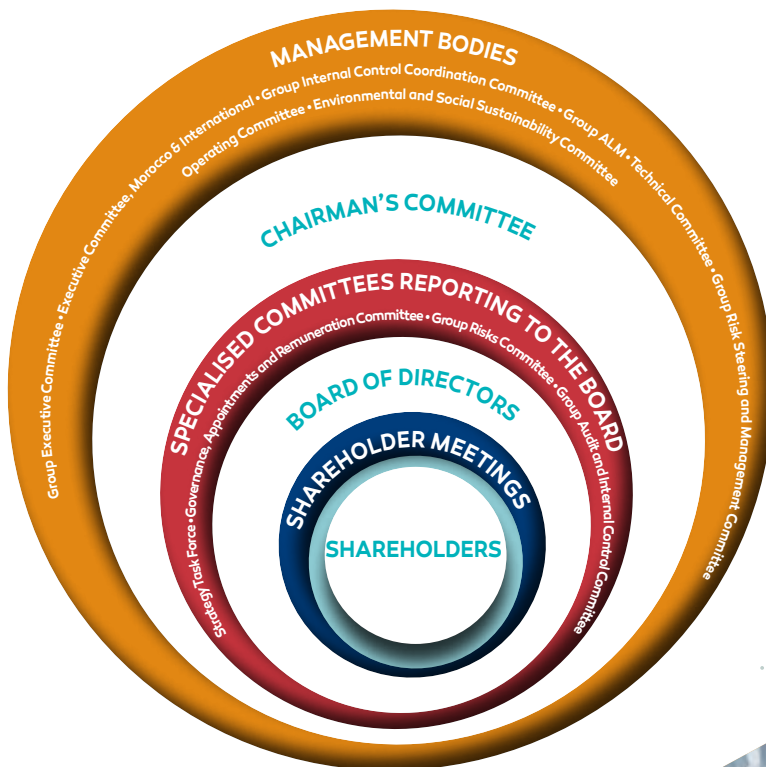 MANAGEMENT BODIES
Group Executive Committee • Executive Committee, Morocco & International • Group Internal Control Coordination Committee • Group ALM • Technical Committee • Group Risk Steering and Management Committee
Operating Committee • Environmental and Social Sustainability Committee
CHAIRMAN'S COMMITTEE
SPECIALISED COMMITTEES REPORTING TO THE BOARD
Strategy Task Force • Governance, Appointments and Remuneration Committee • Group Risks Committee • Group Audit and Internal Control Committee
BOARD OF DIRECTORS
SHAREHOLDER MEETINGS
SHAREHOLDERS